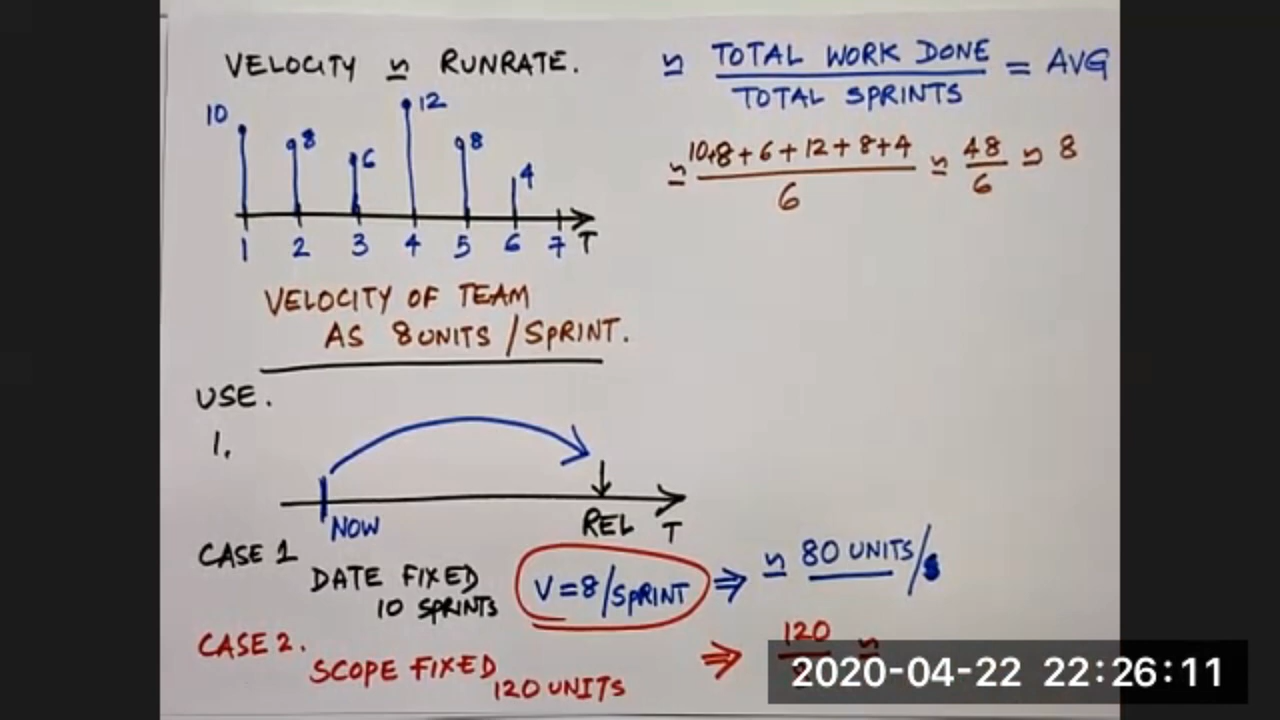 VELOCITY ≃ RUNRATE.
≃ TOTAL WORK DONE = AVG
TOTAL SPRINTS
10 8 6 12 8 4
1 2 3 4 5 6 7 T
≃ 10+8+6+12+8+4 ≃ 48 ≃ 8
6 6
VELOCITY OF TEAM
AS 8 UNITS / SPRINT.
USE.
1.
NOW REL T
CASE 1
DATE FIXED
10 SPRINTS
V=8/SPRINT ⇒ ≃ 80 UNITS/S
CASE 2.
SCOPE FIXED
120 UNITS
⇒ 120 ≃
2020-04-22 22:26:11